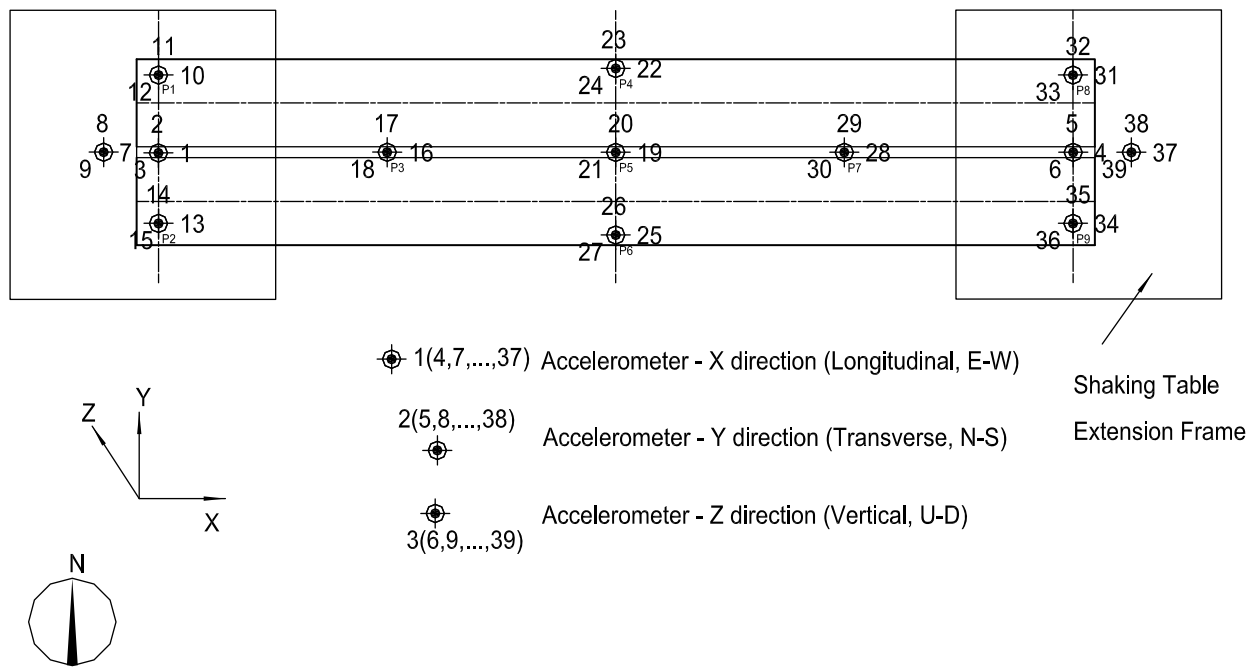 11
23
32
10
22
31
12
P1
24
P4
33
P8
8
2
17
20
29
5
38
7
1
16
19
28
4
37
9
3
18
P3
21
P5
30
P7
6
39
14
26
35
13
25
34
15
P2
27
P6
36
P9
1(4,7,...,37) Accelerometer - X direction (Longitudinal, E-W)
2(5,8,...,38)
Accelerometer - Y direction (Transverse, N-S)
Accelerometer - Z direction (Vertical, U-D)
3(6,9,...,39)
Shaking Table
Extension Frame
Z
Y
X
N